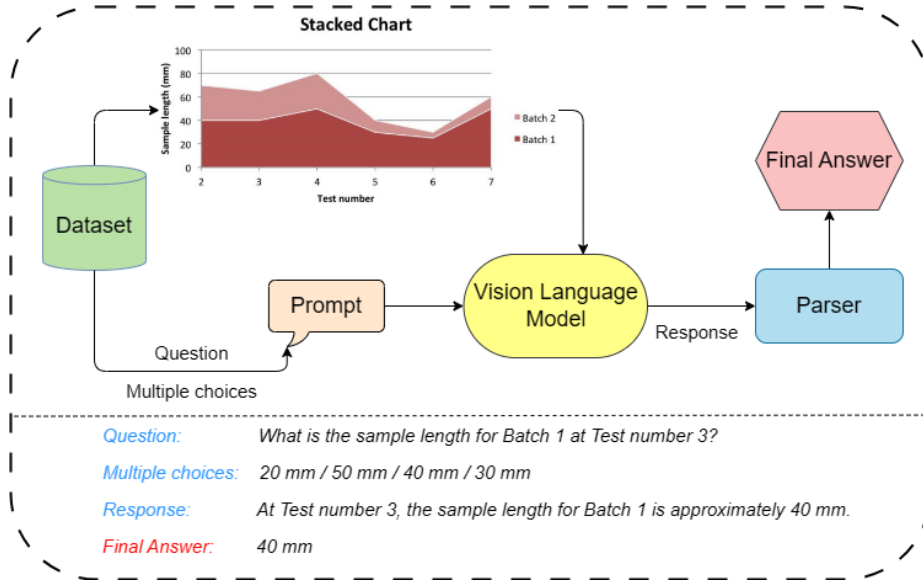 Stacked Chart
Sample length (mm)
100
80
60
40
20
0
2 3 4 5 6 7
Test number
Batch 2
Batch 1
Dataset
Final Answer
Prompt
Vision Language
Model
Response
Parser
Question
Multiple choices
Question: What is the sample length for Batch 1 at Test number 3?
Multiple choices: 20 mm / 50 mm / 40 mm / 30 mm
Response: At Test number 3, the sample length for Batch 1 is approximately 40 mm.
Final Answer: 40 mm